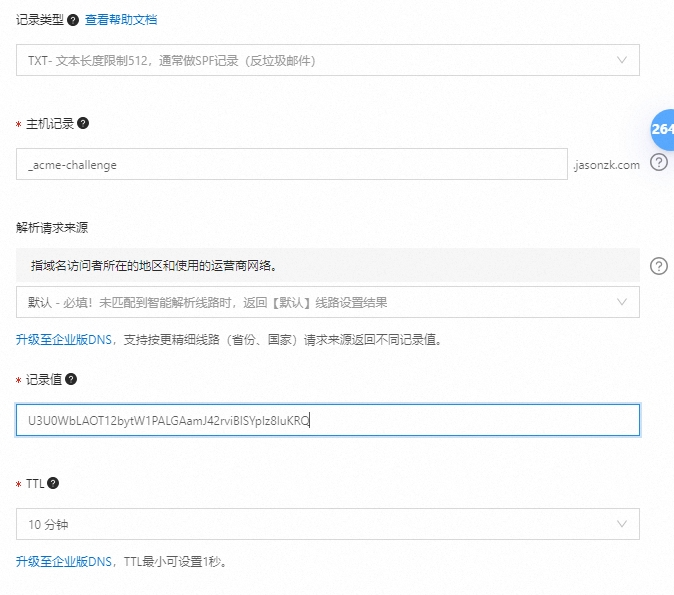 记录类型 ? 查看帮助文档
TXT- 文本长度限制512，通常做SPF记录（反垃圾邮件）
* 主机记录 ?
264
_acme-challenge .jasonzk.com ?
解析请求来源
指域名访问者所在的地区和使用的运营商网络。 ?
默认 - 必填！未匹配到智能解析线路时，返回【默认】线路设置结果
升级至企业版DNS，支持按更精细线路（省份、国家）请求来源返回不同记录值。
* 记录值 ?
U3U0WbLAOT12bytW1PALGAamJ42rviBISYpIz8IuKRQ
* TTL ?
10 分钟
升级至企业版DNS，TTL最小可设置1秒。